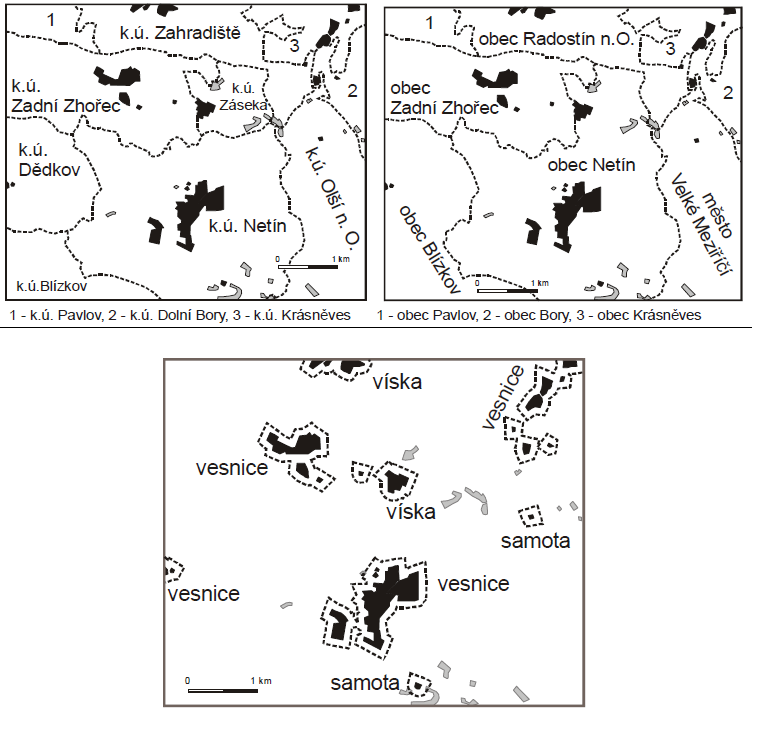 1
k.ú. Zahradiště
3
k.ú.
Zadní Zhořec
k.ú.
Záseka
2
k.ú.
Dědkov
k.ú. Olší n. O.
k.ú. Netín
0 1 km
k.ú.Blízkov
1 - k.ú. Pavlov, 2 - k.ú. Dolní Bory, 3 - k.ú. Krásněves
1
obec Radostín n.O.
3
obec
Zadní Zhořec
2
obec Netín
město
Velké Meziříčí
obec Blízkov
0 1 km
1 - obec Pavlov, 2 - obec Bory, 3 - obec Krásněves
víska
vesnice
vesnice
víska
samota
vesnice
vesnice
samota
0 1 km